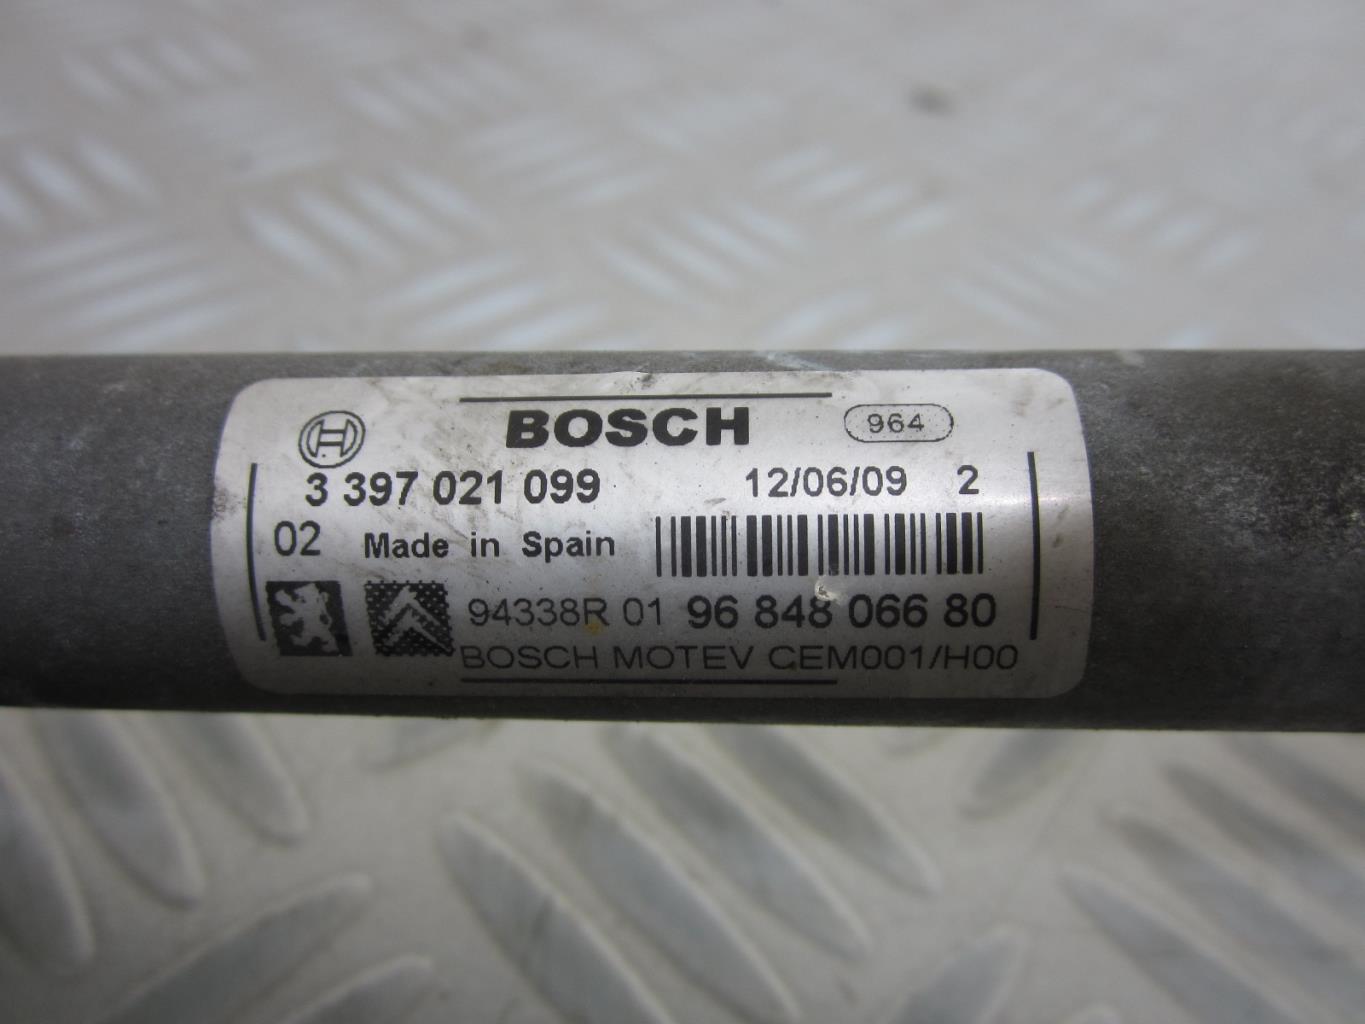 BOSCH 964
3 397 021 099 12/06/09 2
02 Made in Spain
94338R 01 96 848 066 80
BOSCH MOTEV CEM001/H00